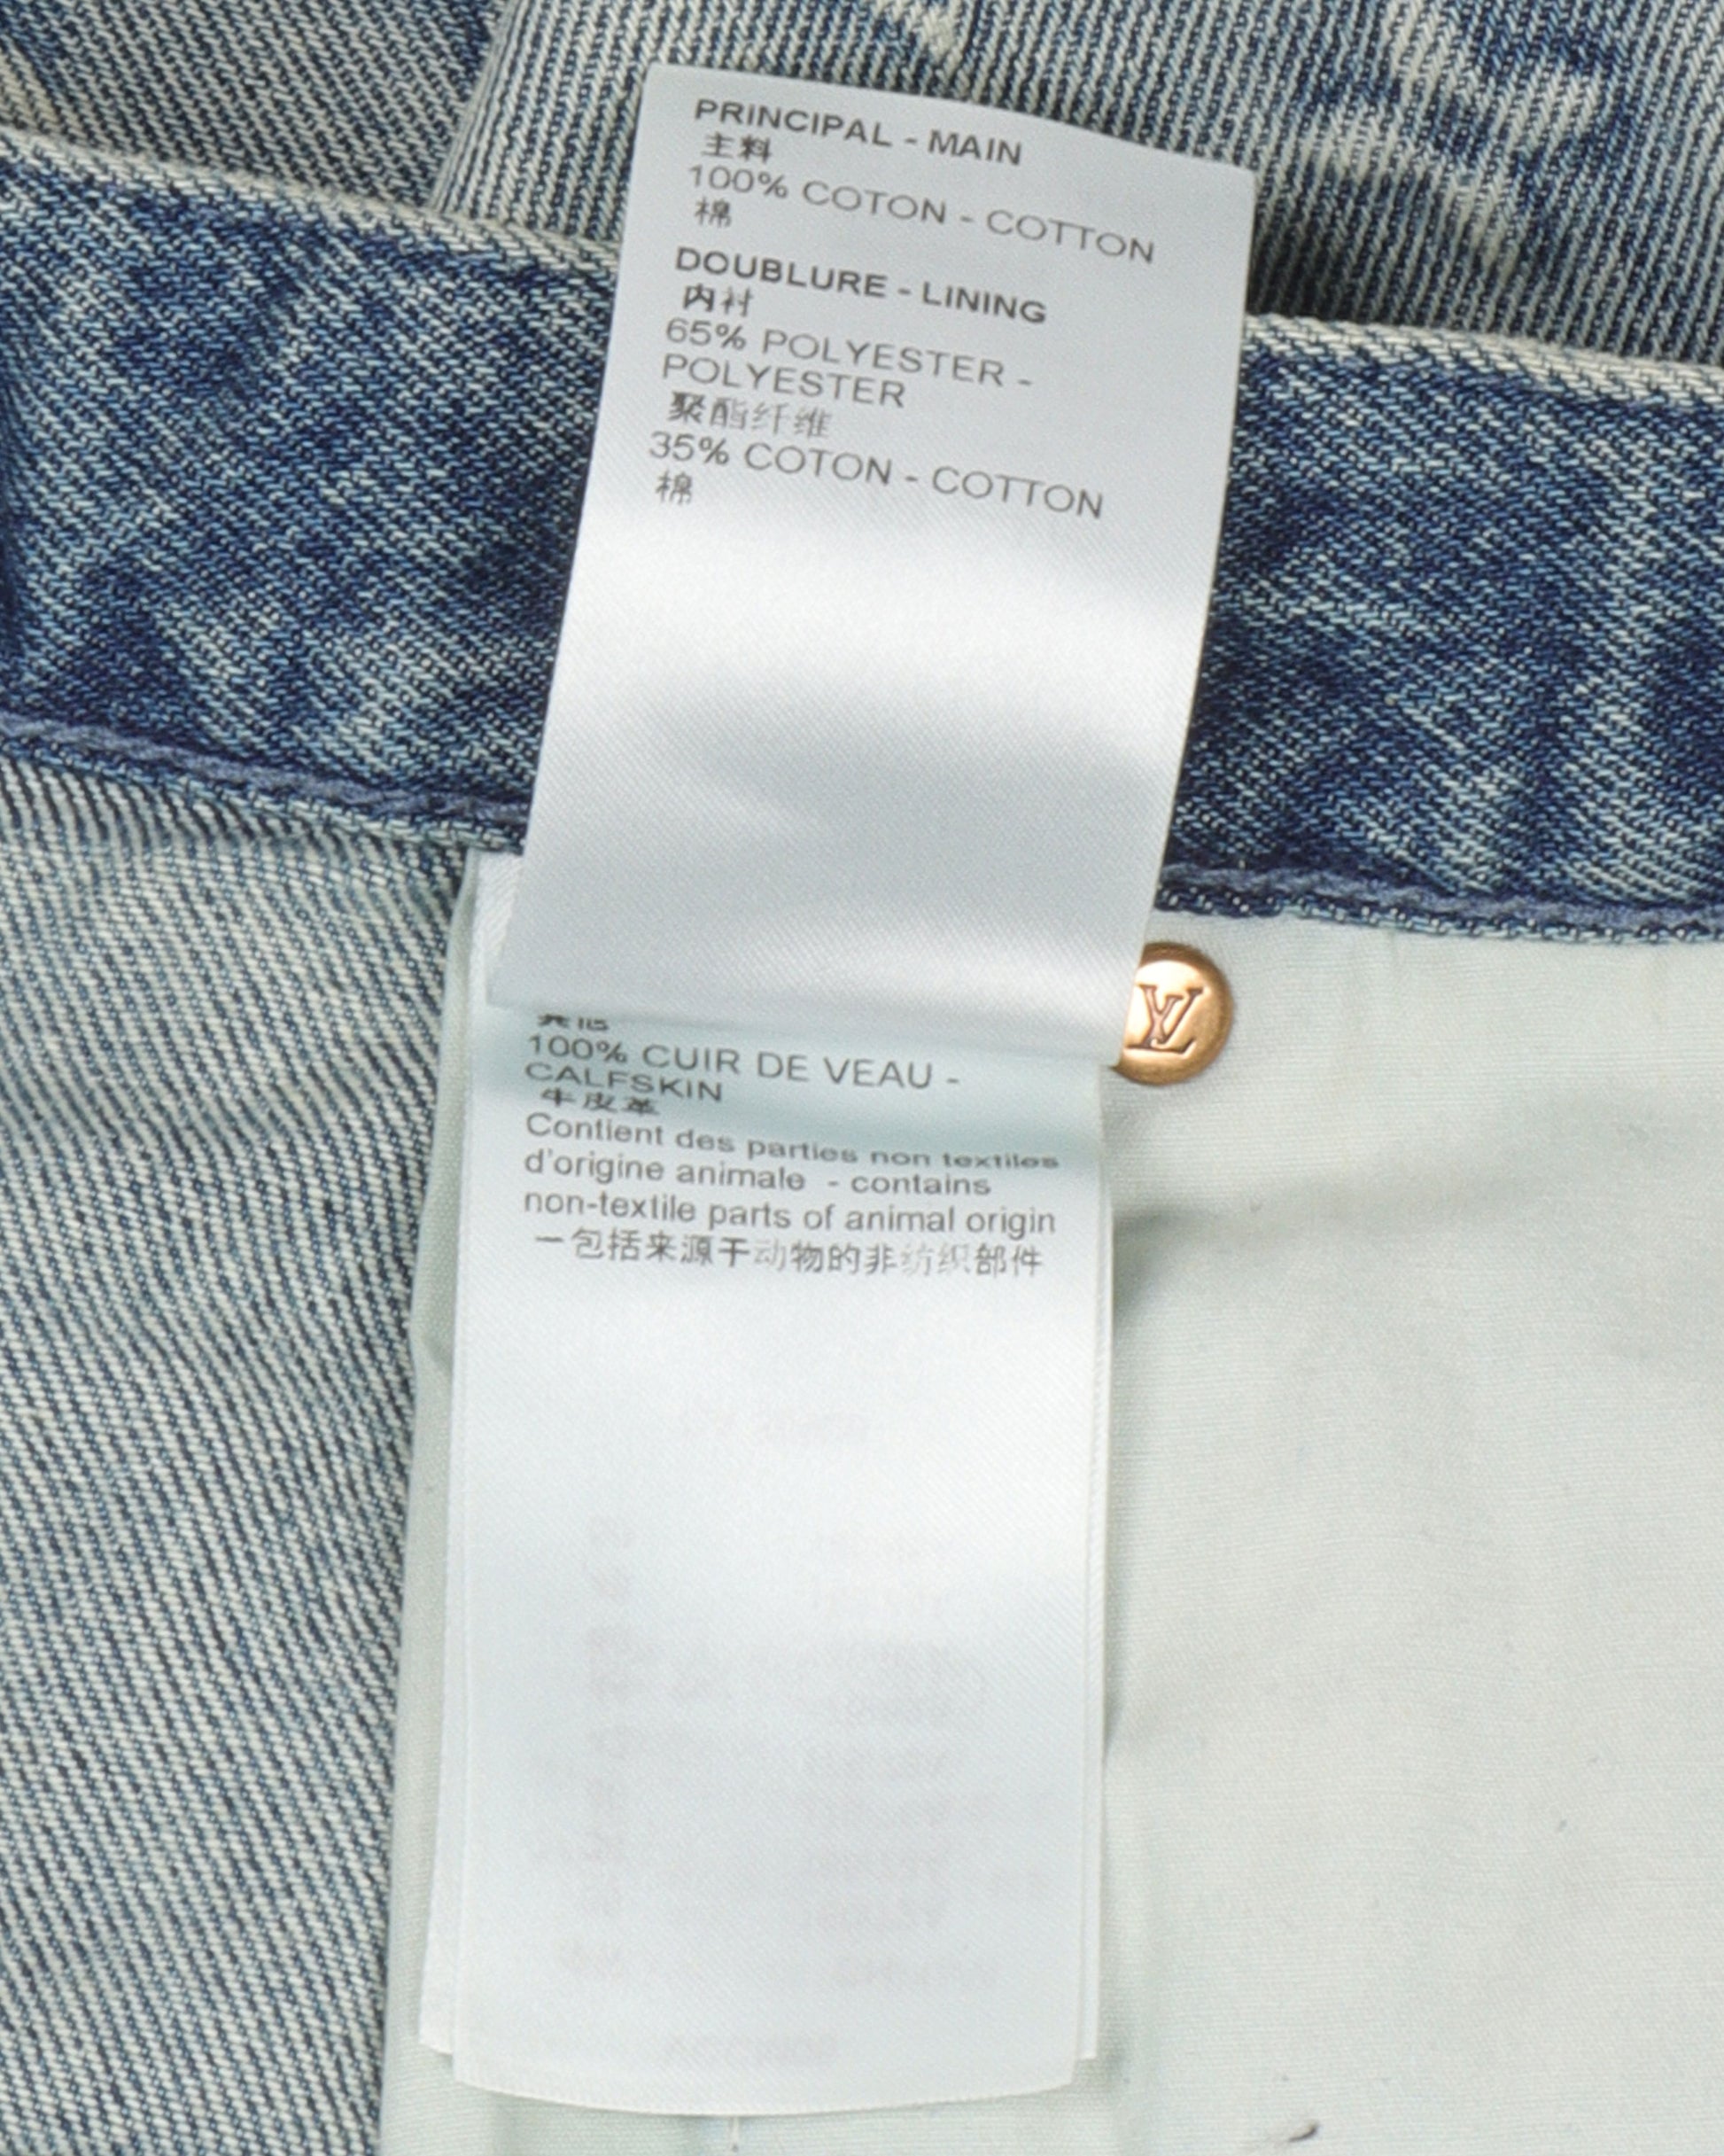 PRINCIPAL - MAIN
主料
100% COTON - COTTON
棉
DOUBLURE - LINING
内衬
65% POLYESTER -
POLYESTER
聚酯纤维
35% COTON - COTTON
棉
LV
其他
100% CUIR DE VEAU -
CALFSKIN
牛皮革
Contient des parties non textiles
d'origine animale - contains
non-textile parts of animal origin
一包括来源于动物的非纺织部件